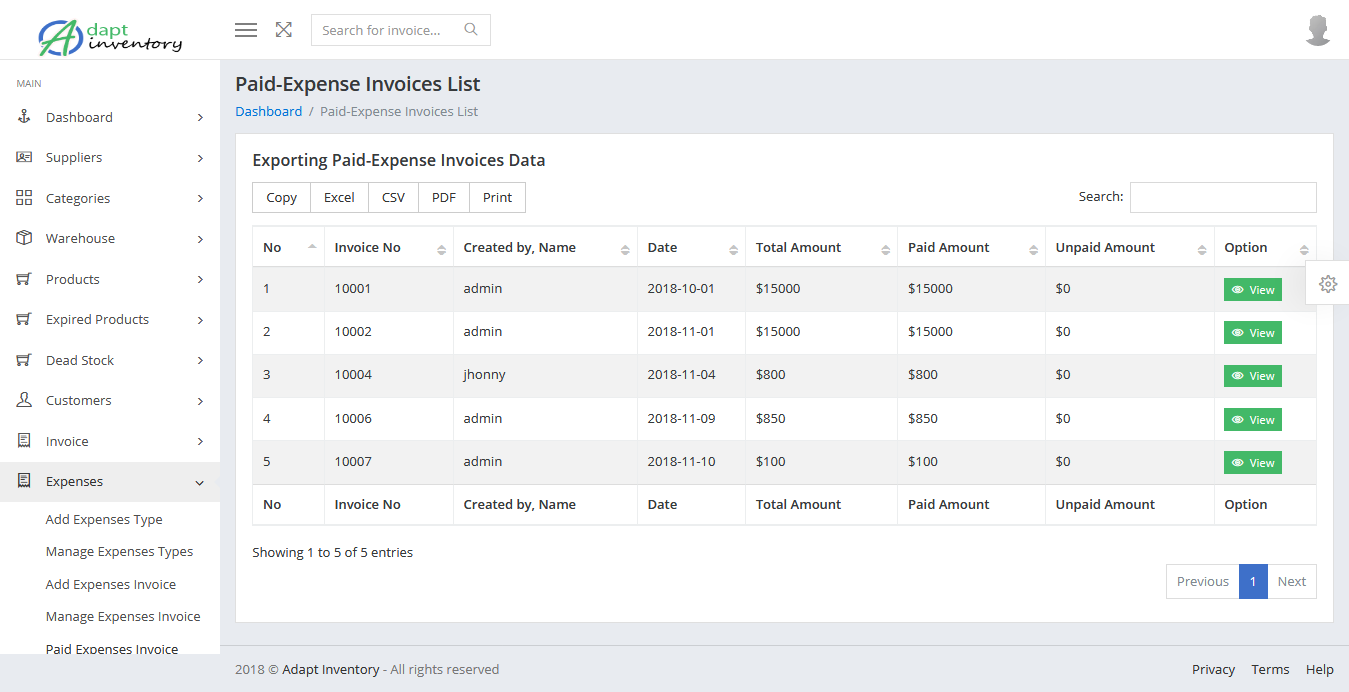 Adapt inventory
Search for invoice...
MAIN
Dashboard
Suppliers
Categories
Warehouse
Products
Expired Products
Dead Stock
Customers
Invoice
Expenses
Add Expenses Type
Manage Expenses Types
Add Expenses Invoice
Manage Expenses Invoice
Paid Expenses Invoice
Paid-Expense Invoices List
Dashboard / Paid-Expense Invoices List
Exporting Paid-Expense Invoices Data
Copy Excel CSV PDF Print Search:
No Invoice No Created by, Name Date Total Amount Paid Amount Unpaid Amount Option
1 10001 admin 2018-10-01 $15000 $15000 $0 View
2 10002 admin 2018-11-01 $15000 $15000 $0 View
3 10004 jhonny 2018-11-04 $800 $800 $0 View
4 10006 admin 2018-11-09 $850 $850 $0 View
5 10007 admin 2018-11-10 $100 $100 $0 View
No Invoice No Created by, Name Date Total Amount Paid Amount Unpaid Amount Option
Showing 1 to 5 of 5 entries
Previous 1 Next
2018 © Adapt Inventory - All rights reserved Privacy Terms Help